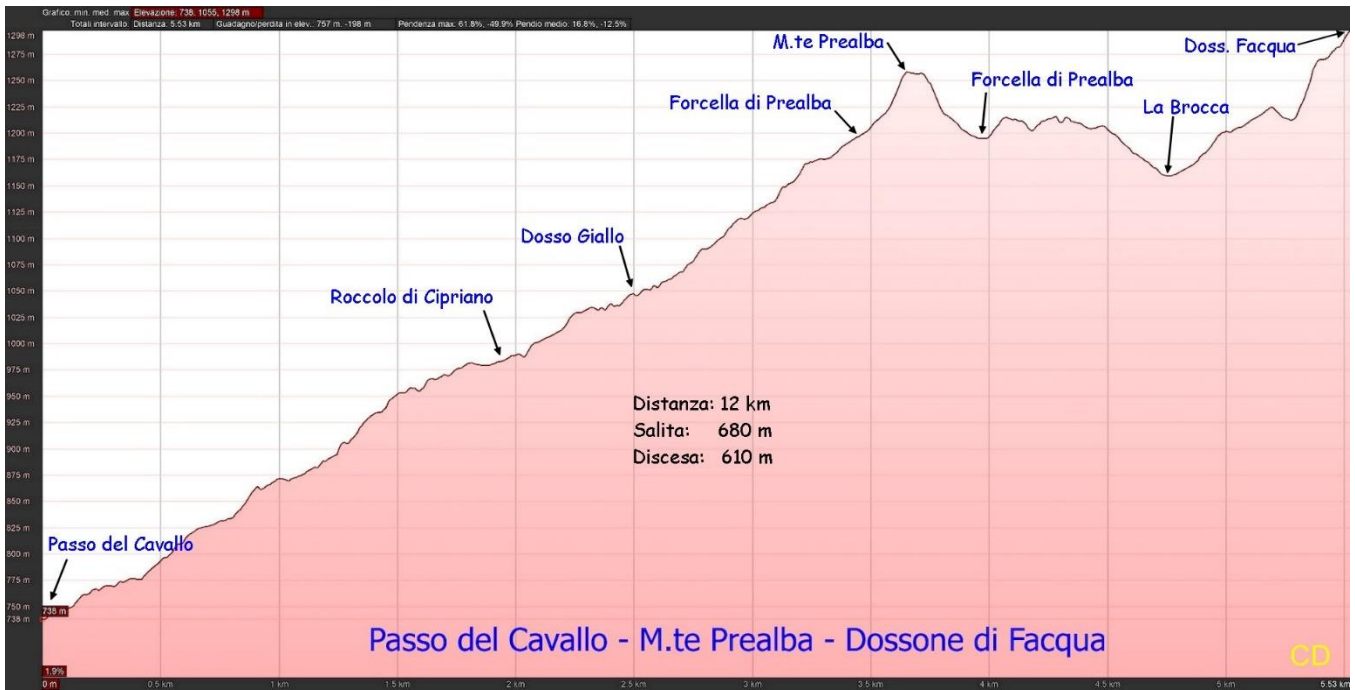 Grafico: min. med. max Elevazione: 738. 1055, 1298 m
Totali intervallo: Distanza: 5.53 km Guadagno/perdita in elev.: 757 m. -198 m Pendenza max: 61.8%, -49.9% Pendio medio: 16.8%, -12.5%
1298 m
M.te Prealba
Doss. Facqua
1275 m
1250 m
Forcella di Prealba
Forcella di Prealba
1225 m
La Brocca
1200 m
1175 m
1150 m
1125 m
1100 m
Dosso Giallo
1075 m
1050 m
Roccolo di Cipriano
1025 m
1000 m
975 m
950 m
Distanza: 12 km
925 m
Salita: 680 m
900 m
Discesa: 610 m
875 m
850 m
825 m
800 m
Passo del Cavallo
775 m
750 m
738 m
738 m
Passo del Cavallo - M.te Prealba - Dossone di Facqua
CD
1.9%
0 m 0.5 km 1 km 1.5 km 2 km 2.5 km 3 km 3.5 km 4 km 4.5 km 5 km 5.53 km